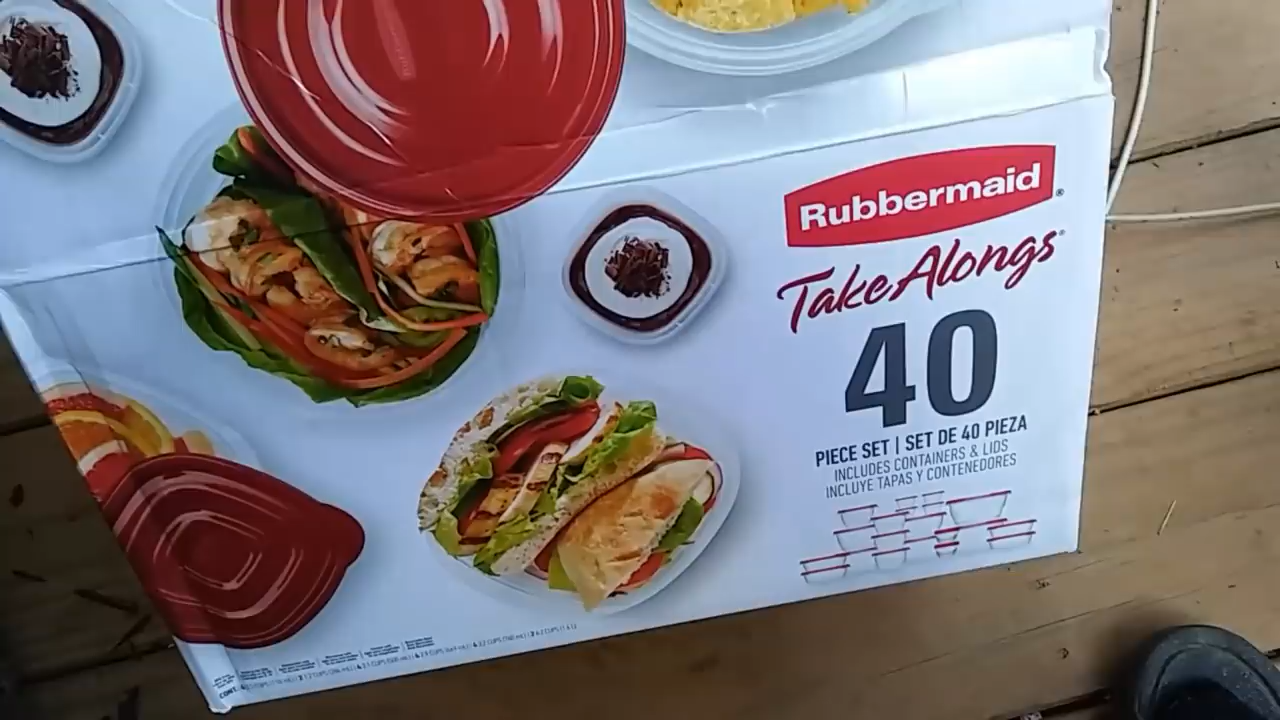 Rubbermaid®
TakeAlongs®
40
PIECE SET | SET DE 40 PIEZA
INCLUDES CONTAINERS & LIDS
INCLUYE TAPAS Y CONTENEDORES